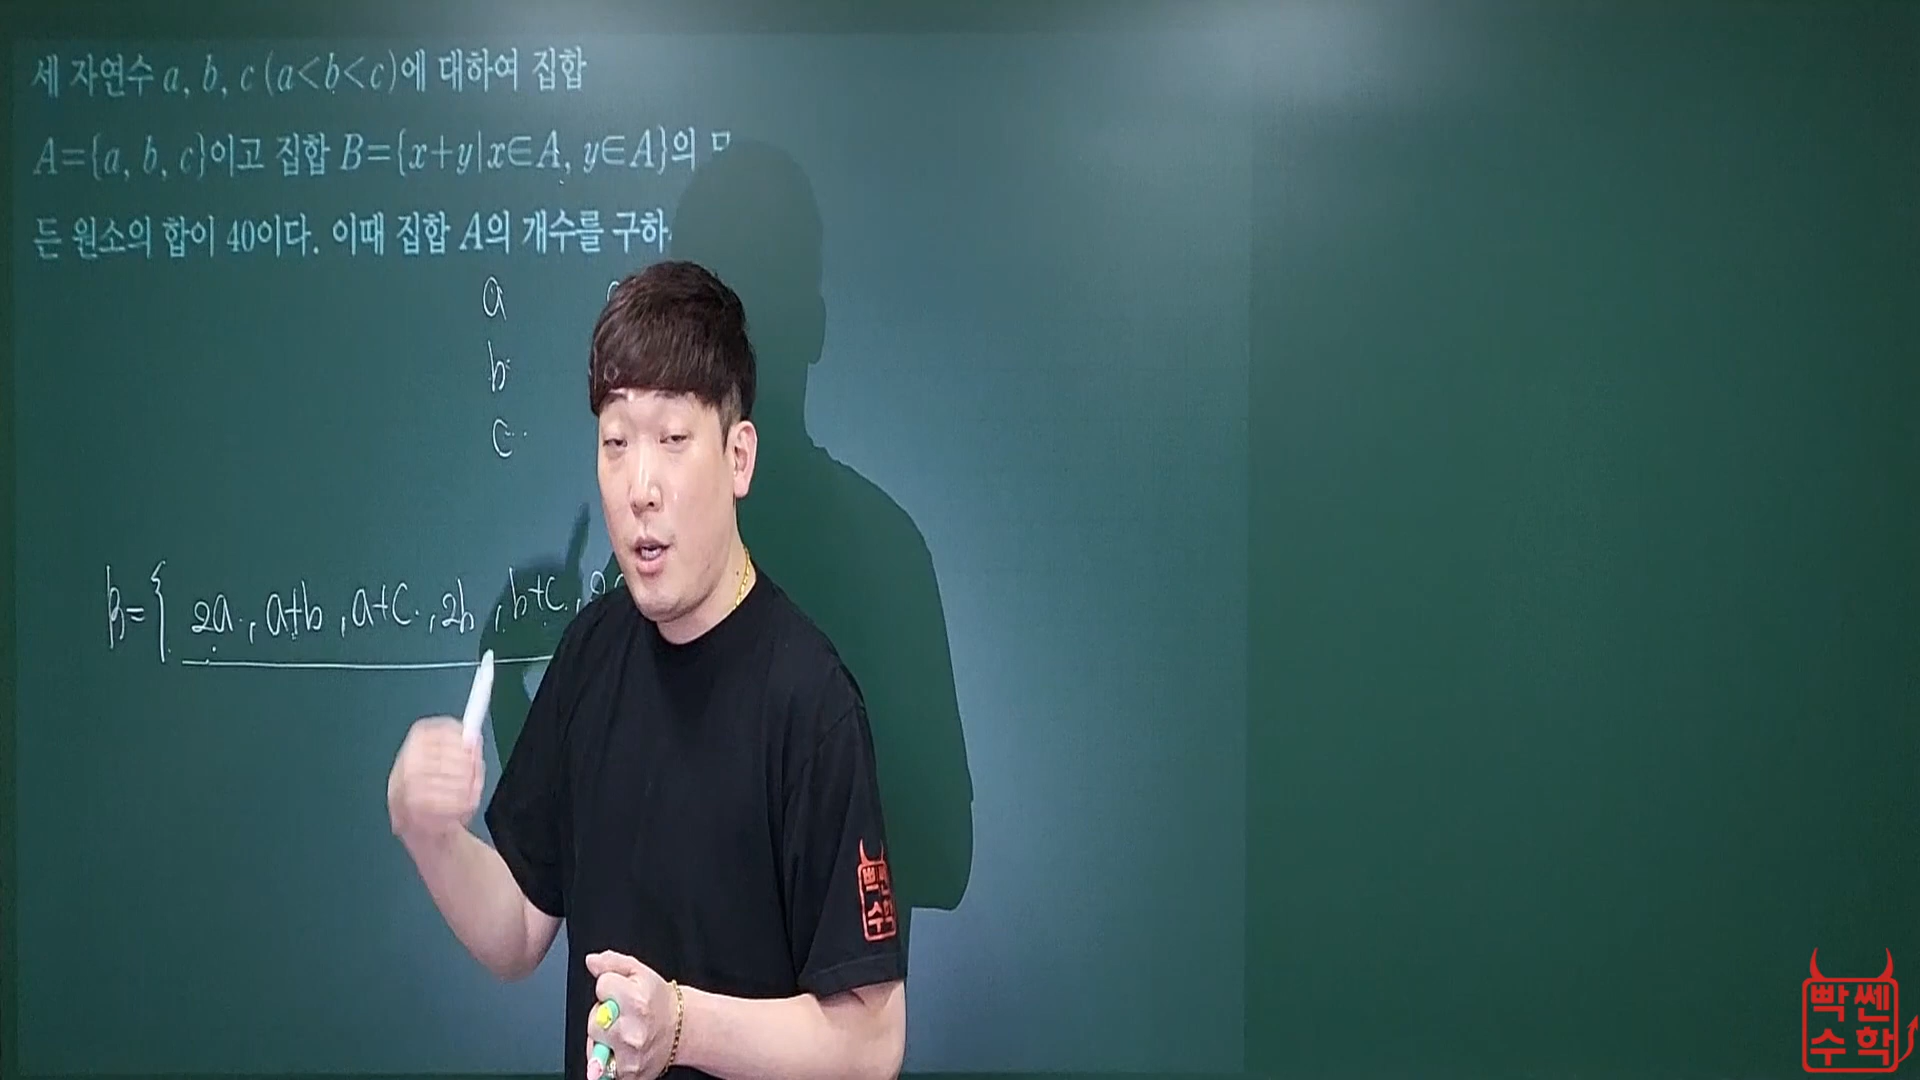 세 자연수 a, b, c (a<b<c)에 대하여 집합
A={a, b, c}이고 집합 B={x+y|x∈A, y∈A}의
든 원소의 합이 40이다. 이때 집합 A의 개수를 구하
a
b
c
B={ 2a, a+b, a+c, 2b, b+c,
빡쎈
수학
빡쎈
수학